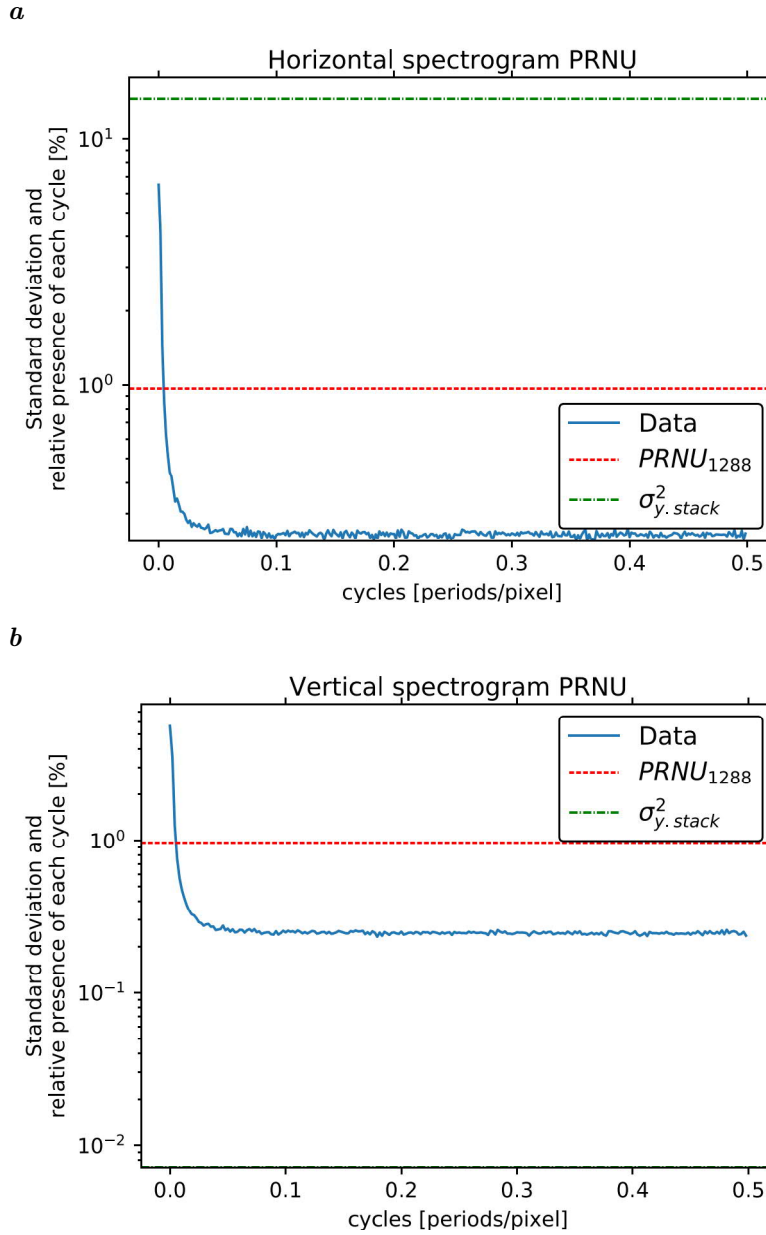 a
Horizontal spectrogram PRNU
Standard deviation and
relative presence of each cycle [%]
10¹
10⁰
Data
PRNU₁₂₈₈
σ²y.stack
0.0 0.1 0.2 0.3 0.4 0.5
cycles [periods/pixel]
b
Vertical spectrogram PRNU
Standard deviation and
relative presence of each cycle [%]
10⁰
10⁻¹
10⁻²
Data
PRNU₁₂₈₈
σ²y.stack
0.0 0.1 0.2 0.3 0.4 0.5
cycles [periods/pixel]